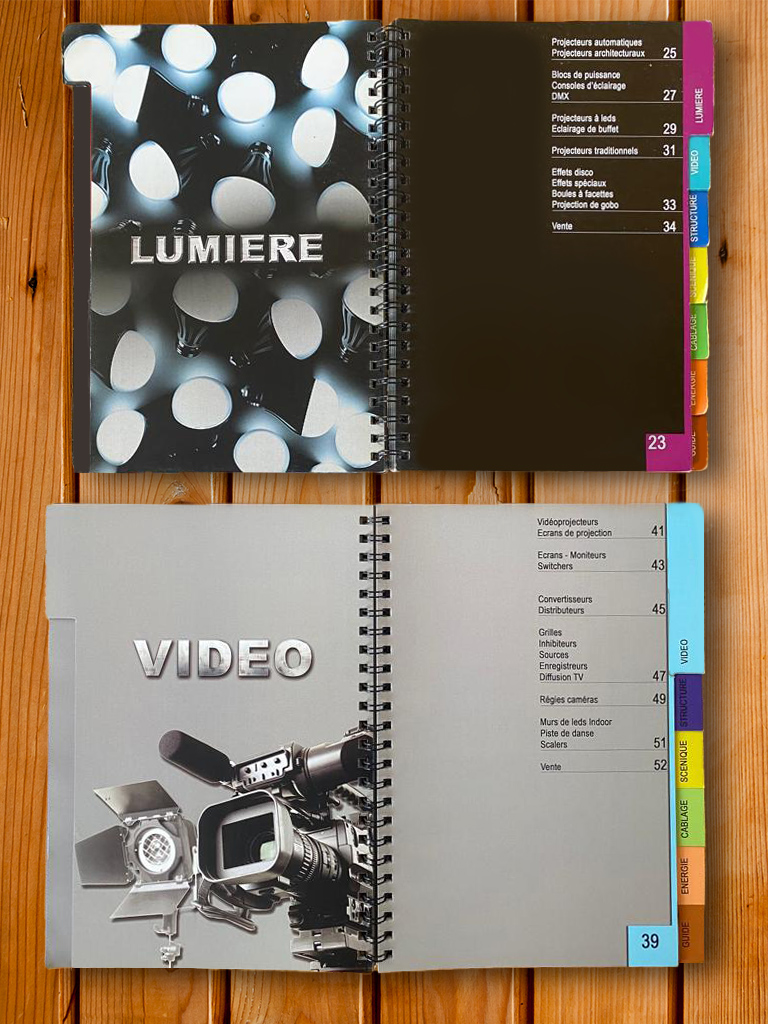 LUMIERE
Projecteurs automatiques
Projecteurs architecturaux 25
Blocs de puissance
Consoles d'éclairage
DMX 27
Projecteurs à leds
Eclairage de buffet 29
Projecteurs traditionnels 31
Effets disco
Effets spéciaux
Boules à facettes
Projection de gobo 33
Vente 34
LUMIERE
VIDEO
STRUCTURE
SCENIQUE
CABLAGE
ENERGIE
GUIDE
23
VIDEO
Vidéoprojecteurs
Ecrans de projection 41
Ecrans - Moniteurs
Switchers 43
Convertisseurs
Distributeurs 45
Grilles
Inhibiteurs
Sources
Enregistreurs
Diffusion TV 47
Régies caméras 49
Murs de leds Indoor
Piste de danse
Scalers 51
Vente 52
VIDEO
STRUCTURE
SCENIQUE
CABLAGE
ENERGIE
GUIDE
39